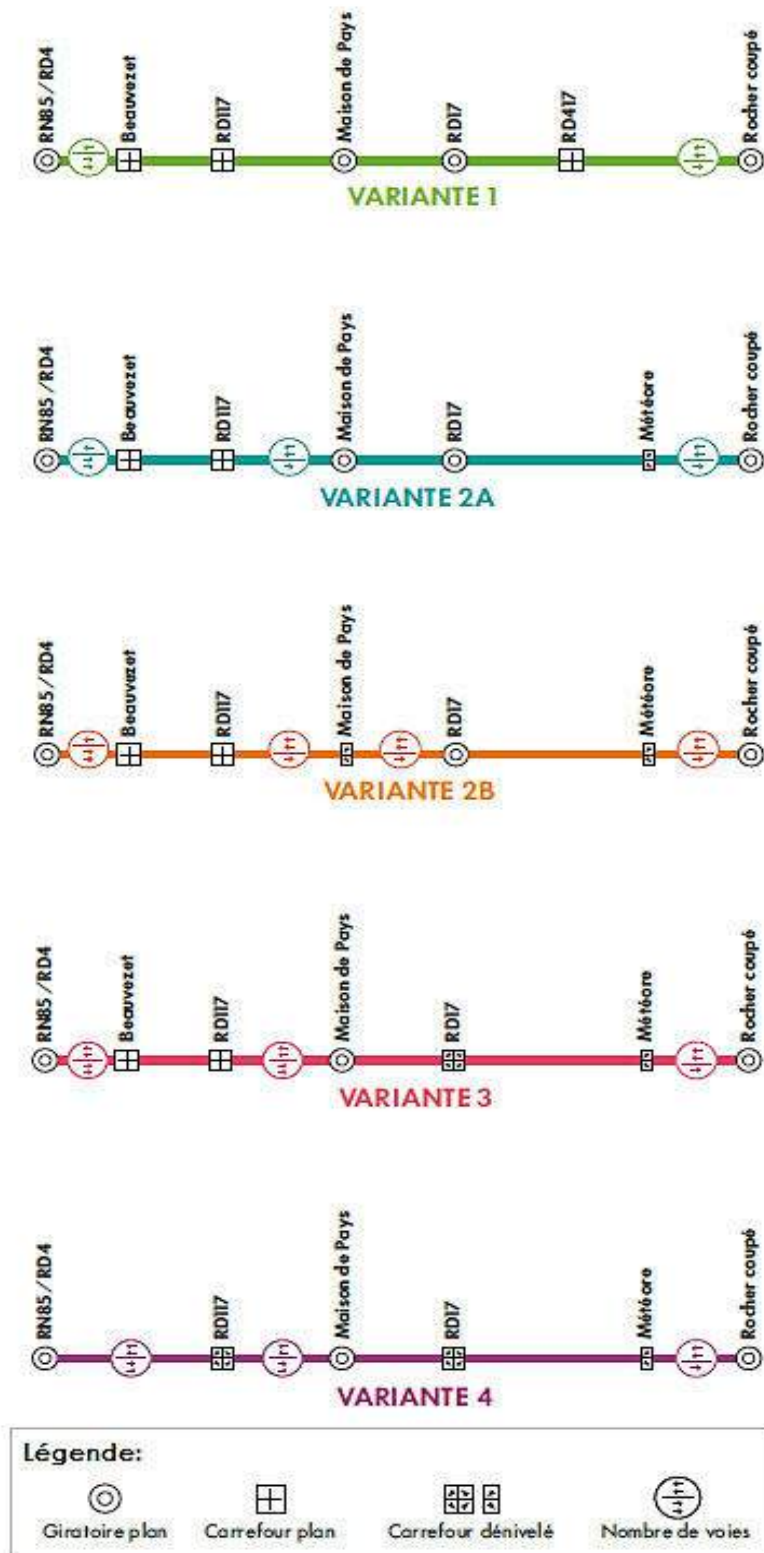 RN85 / RD4
Beauvezet
RD117
Maison de Pays
RD17
RD417
Rocher coupé
VARIANTE 1
RN85 / RD4
Beauvezet
RD117
Maison de Pays
RD17
Météore
Rocher coupé
VARIANTE 2A
RN85 / RD4
Beauvezet
RD117
Maison de Pays
RD17
Météore
Rocher coupé
VARIANTE 2B
RN85 / RD4
Beauvezet
RD117
Maison de Pays
RD17
Météore
Rocher coupé
VARIANTE 3
RN85 / RD4
RD117
Maison de Pays
RD17
Météore
Rocher coupé
VARIANTE 4
Légende:
Giratoire plan
Carrefour plan
Carrefour dénivelé
Nombre de voies